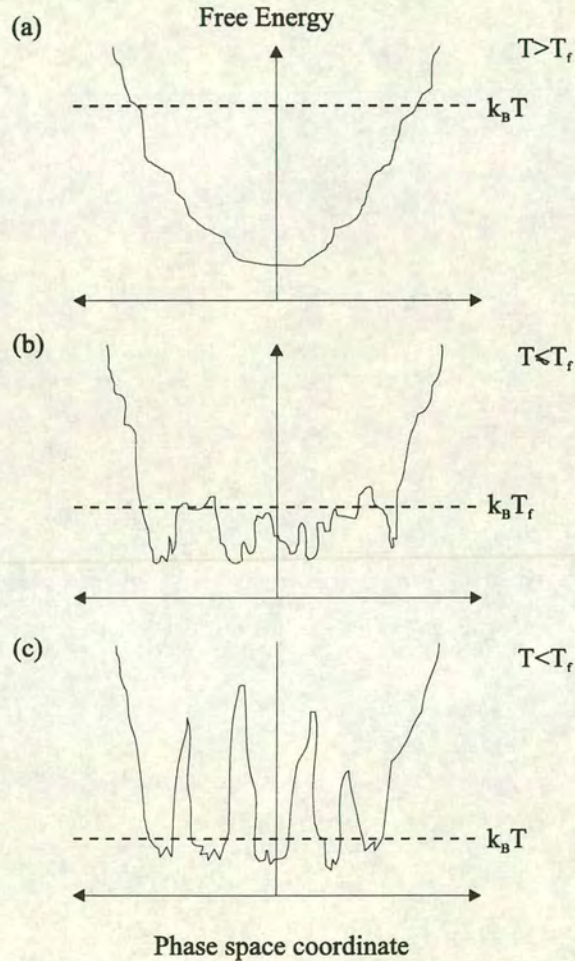 Free Energy
(a)
T>T_f
k_BT
(b)
T≲T_f
k_BT_f
(c)
T<T_f
k_BT
Phase space coordinate